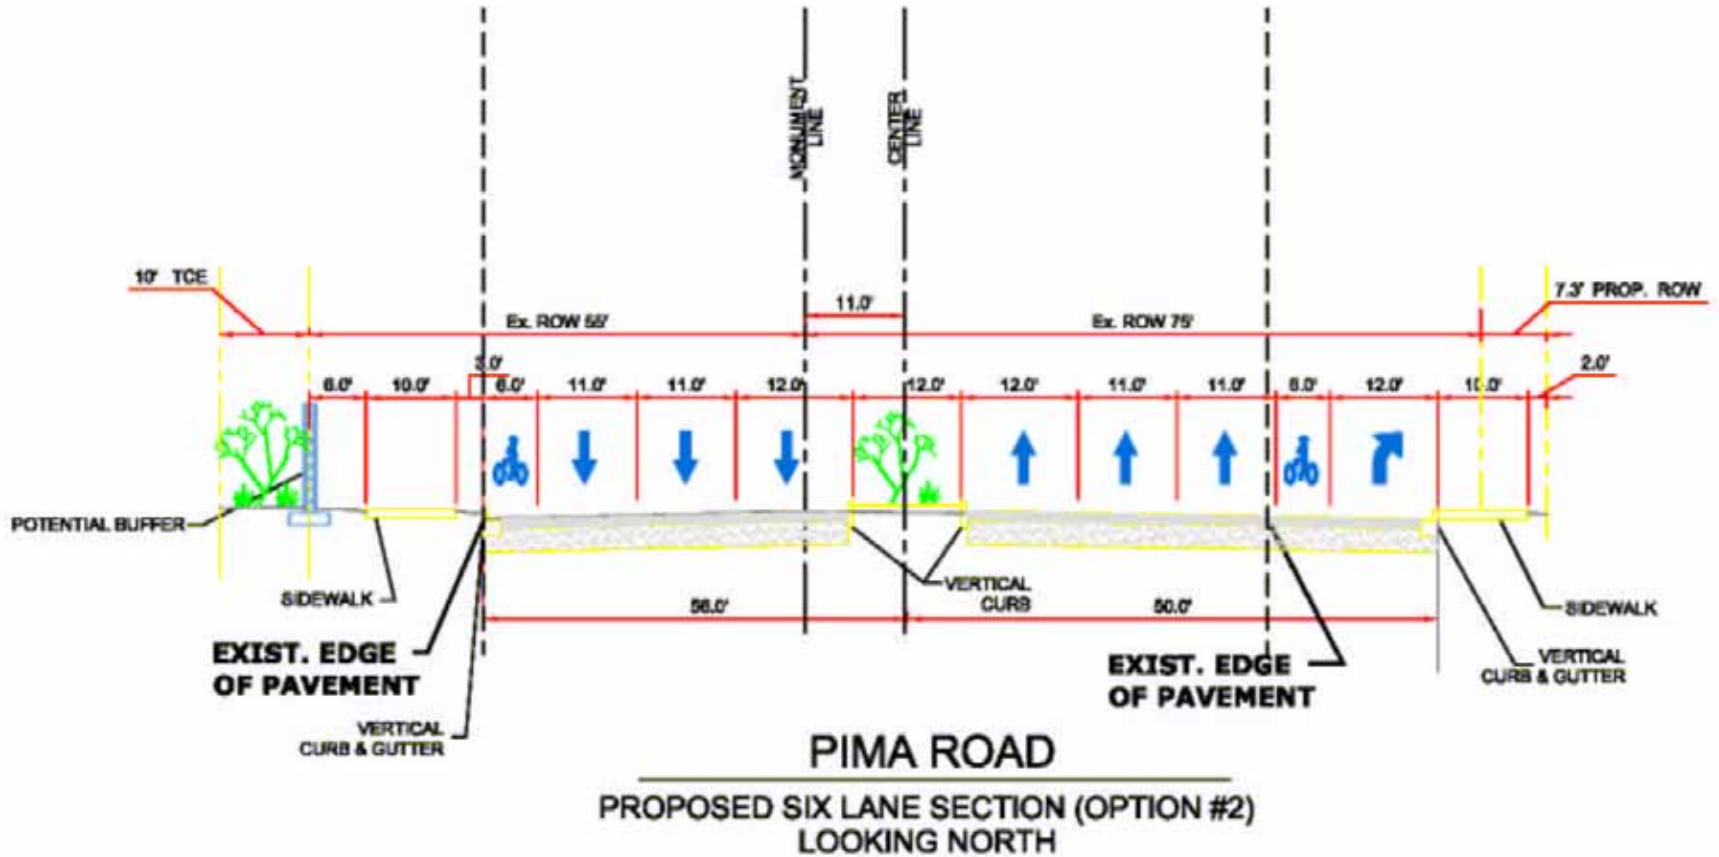 MONUMENT
LINE
CENTER
LINE
10' TCE
11.0'
7.3' PROP. ROW
Ex. ROW 55'
Ex. ROW 75'
3.0'
2.0'
6.0'
10.0'
6.0'
11.0'
11.0'
12.0'
12.0'
12.0'
11.0'
11.0'
6.0'
12.0'
10.0'
POTENTIAL BUFFER
SIDEWALK
VERTICAL
CURB
SIDEWALK
50.0'
EXIST. EDGE
OF PAVEMENT
EXIST. EDGE
OF PAVEMENT
VERTICAL
CURB & GUTTER
VERTICAL
CURB & GUTTER
PIMA ROAD
PROPOSED SIX LANE SECTION (OPTION #2)
LOOKING NORTH